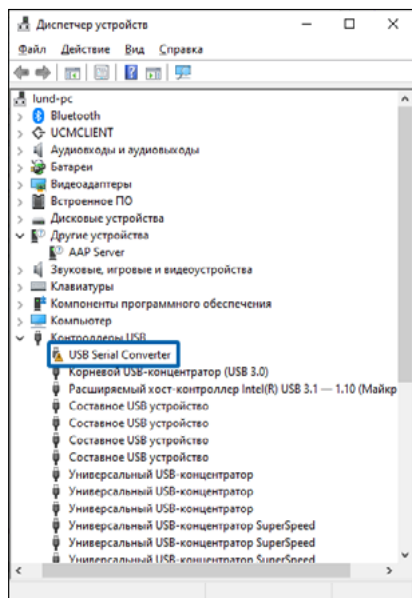 Диспетчер устройств
Файл Действие Вид Справка
lund-pc
Bluetooth
UCMCLIENT
Аудиовходы и аудиовыходы
Батареи
Видеоадаптеры
Встроенное ПО
Дисковые устройства
Другие устройства
AAP Server
Звуковые, игровые и видеоустройства
Клавиатуры
Компоненты программного обеспечения
Компьютер
Контроллеры USB
USB Serial Converter
Корневой USB-концентратор (USB 3.0)
Расширяемый хост-контроллер Intel(R) USB 3.1 — 1.10 (Майкр
Составное USB устройство
Составное USB устройство
Составное USB устройство
Составное USB устройство
Универсальный USB-концентратор
Универсальный USB-концентратор
Универсальный USB-концентратор
Универсальный USB-концентратор SuperSpeed
Универсальный USB-концентратор SuperSpeed
Универсальный USB-концентратор SuperSpeed